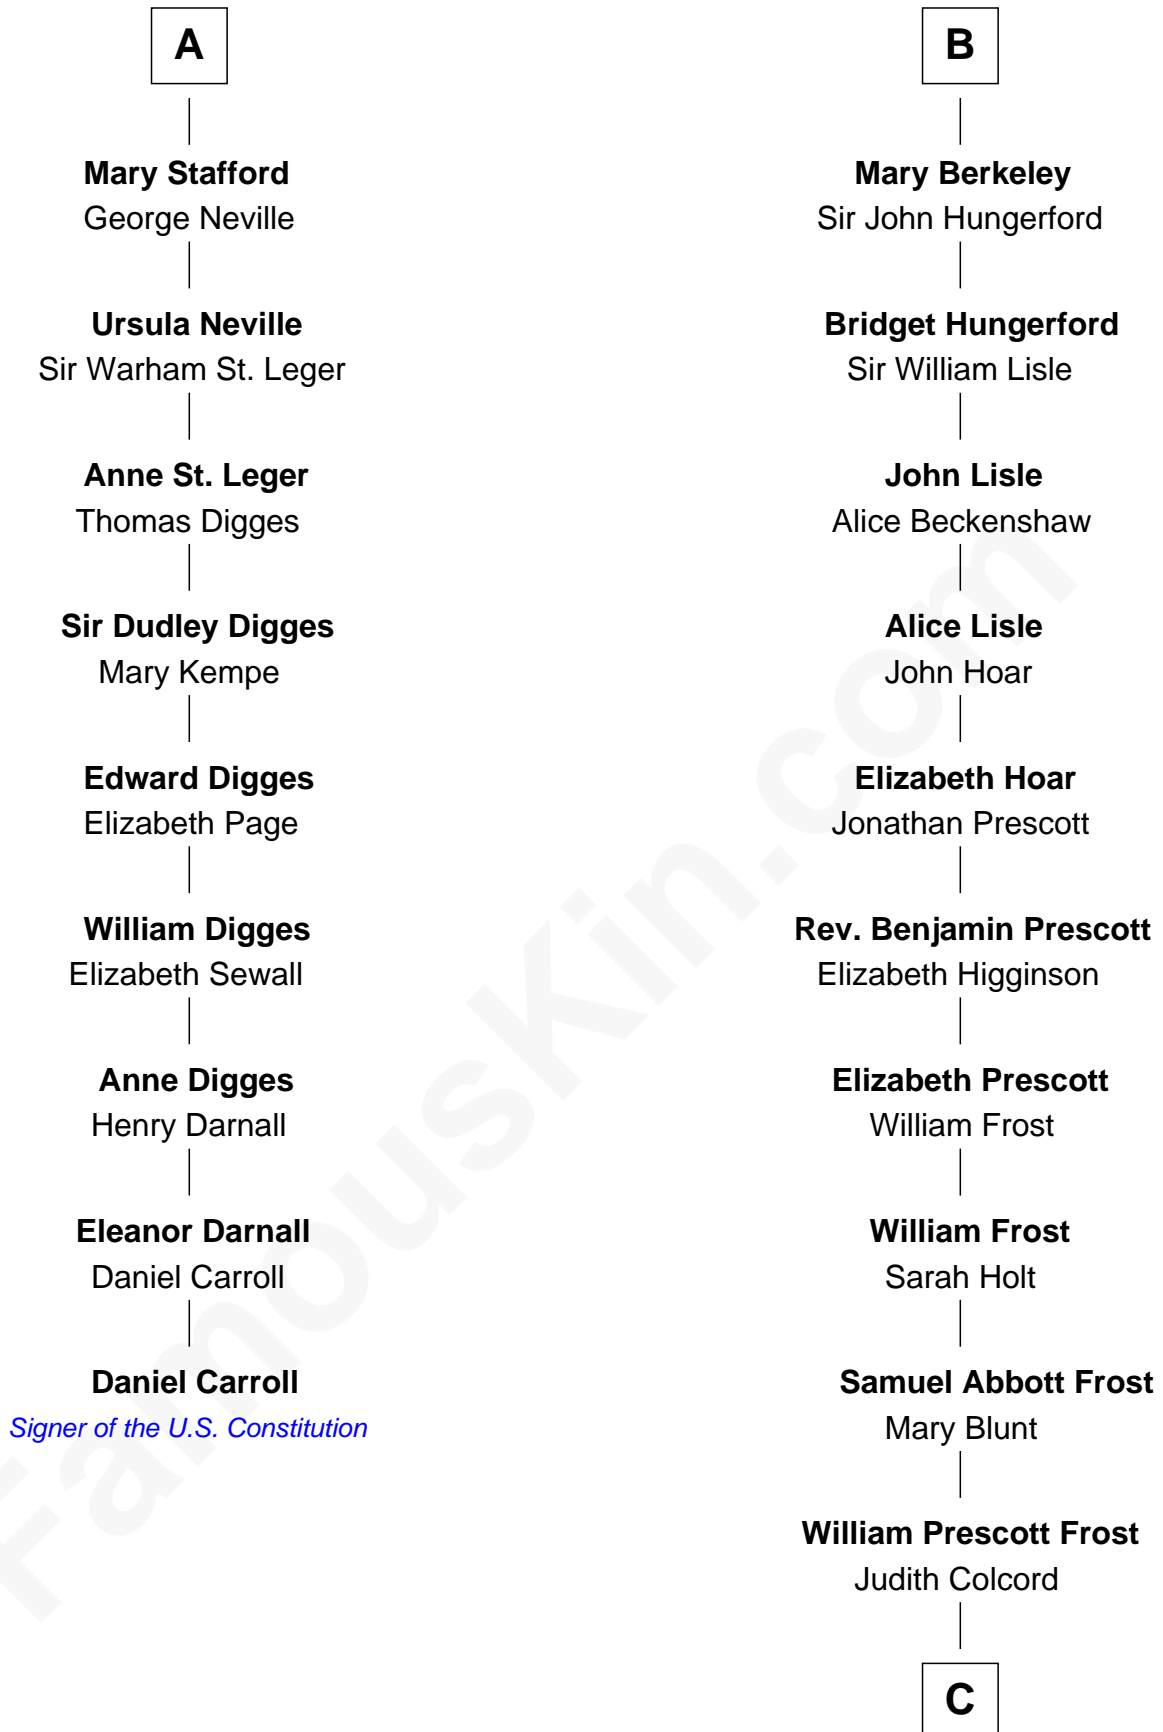 A
Mary Stafford
George Neville
Ursula Neville
Sir Warham St. Leger
Anne St. Leger
Thomas Digges
Sir Dudley Digges
Mary Kempe
Edward Digges
Elizabeth Page
William Digges
Elizabeth Sewall
Anne Digges
Henry Darnall
Eleanor Darnall
Daniel Carroll
Daniel Carroll
Signer of the U.S. Constitution
B
Mary Berkeley
Sir John Hungerford
Bridget Hungerford
Sir William Lisle
John Lisle
Alice Beckenshaw
Alice Lisle
John Hoar
Elizabeth Hoar
Jonathan Prescott
Rev. Benjamin Prescott
Elizabeth Higginson
Elizabeth Prescott
William Frost
William Frost
Sarah Holt
Samuel Abbott Frost
Mary Blunt
William Prescott Frost
Judith Colcord
C
FamousKin.com